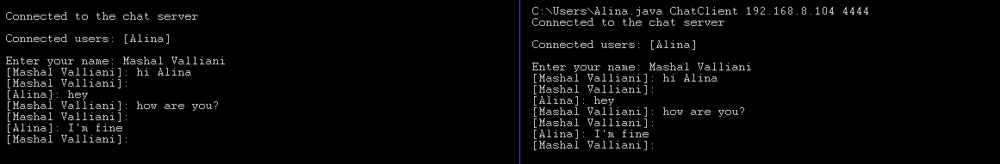 Connected to the chat server
Connected users: [Alina]
Enter your name: Mashal Valliani
[Mashal Valliani]: hi Alina
[Mashal Valliani]:
[Alina]: hey
[Mashal Valliani]: how are you?
[Mashal Valliani]:
[Alina]: I'm fine
[Mashal Valliani]:
C:\Users\Alina.java ChatClient 192.168.8.104 4444
Connected to the chat server
Connected users: [Alina]
Enter your name: Mashal Valliani
[Mashal Valliani]: hi Alina
[Mashal Valliani]:
[Alina]: hey
[Mashal Valliani]: how are you?
[Mashal Valliani]:
[Alina]: I'm fine
[Mashal Valliani]: